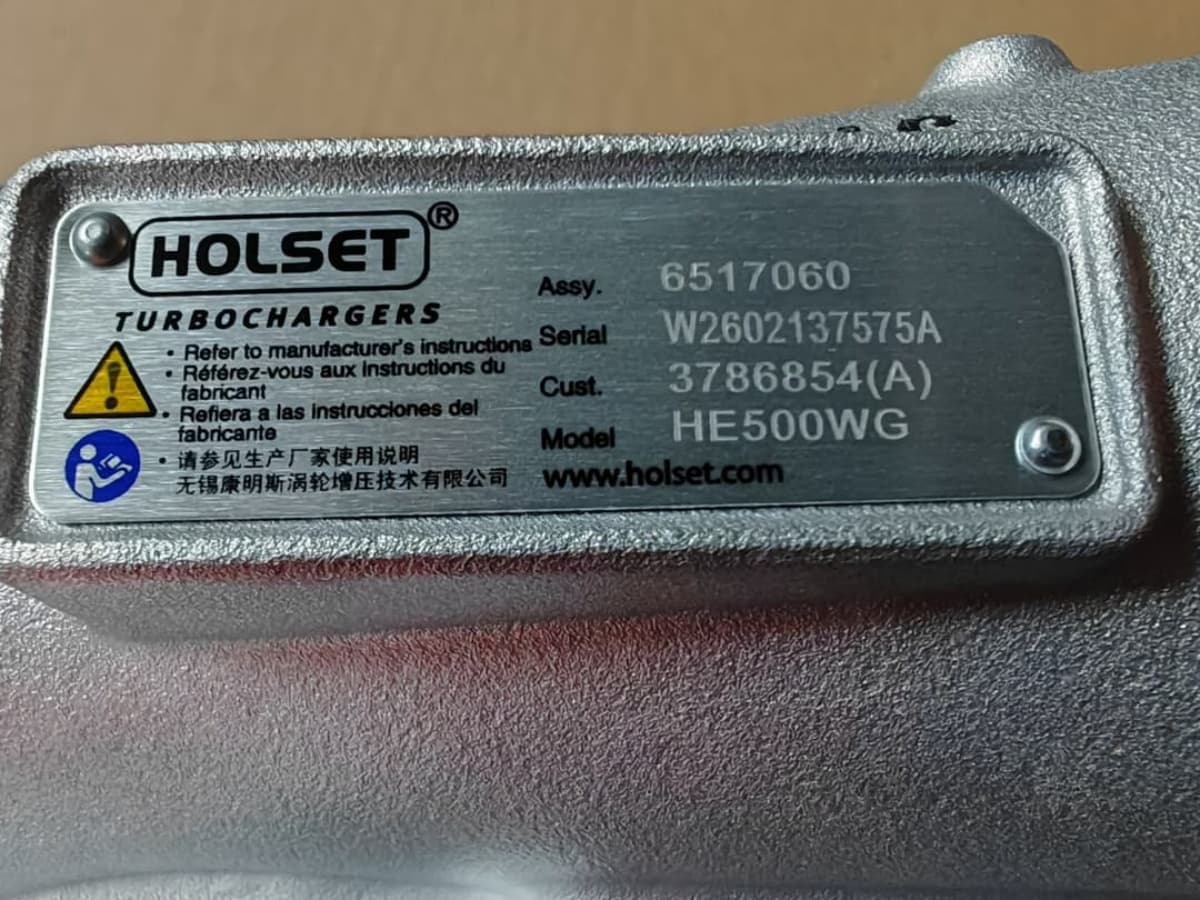 HOLSET®
TURBOCHARGERS
• Refer to manufacturer's instructions
• Référez-vous aux instructions du
fabricant
• Refiera a las instrucciones del
fabricante
• 请参见生产厂家使用说明
无锡康明斯涡轮增压技术有限公司
Assy. 6517060
Serial W2602137575A
Cust. 3786854(A)
Model HE500WG
www.holset.com